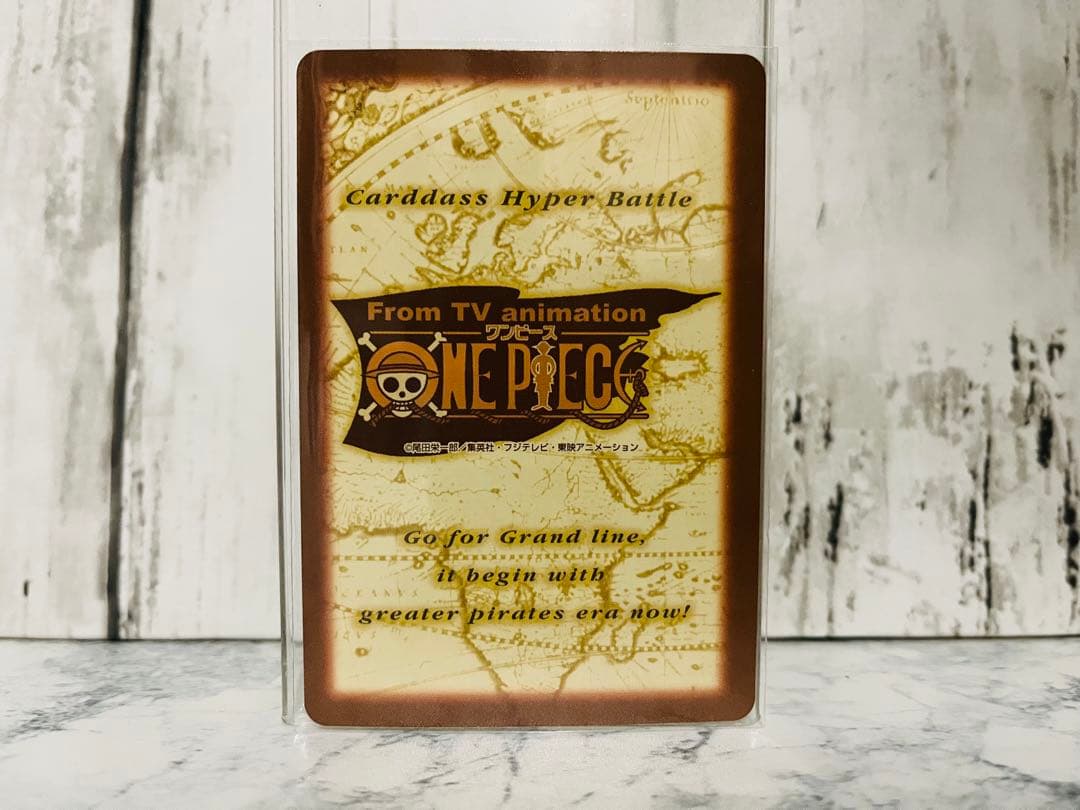 Septentrio
Carddass Hyper Battle
From TV animation
ワンピース
ONE PIECE
©尾田栄一郎／集英社・フジテレビ・東映アニメーション
Go for Grand line,
it begin with
greater pirates era now!